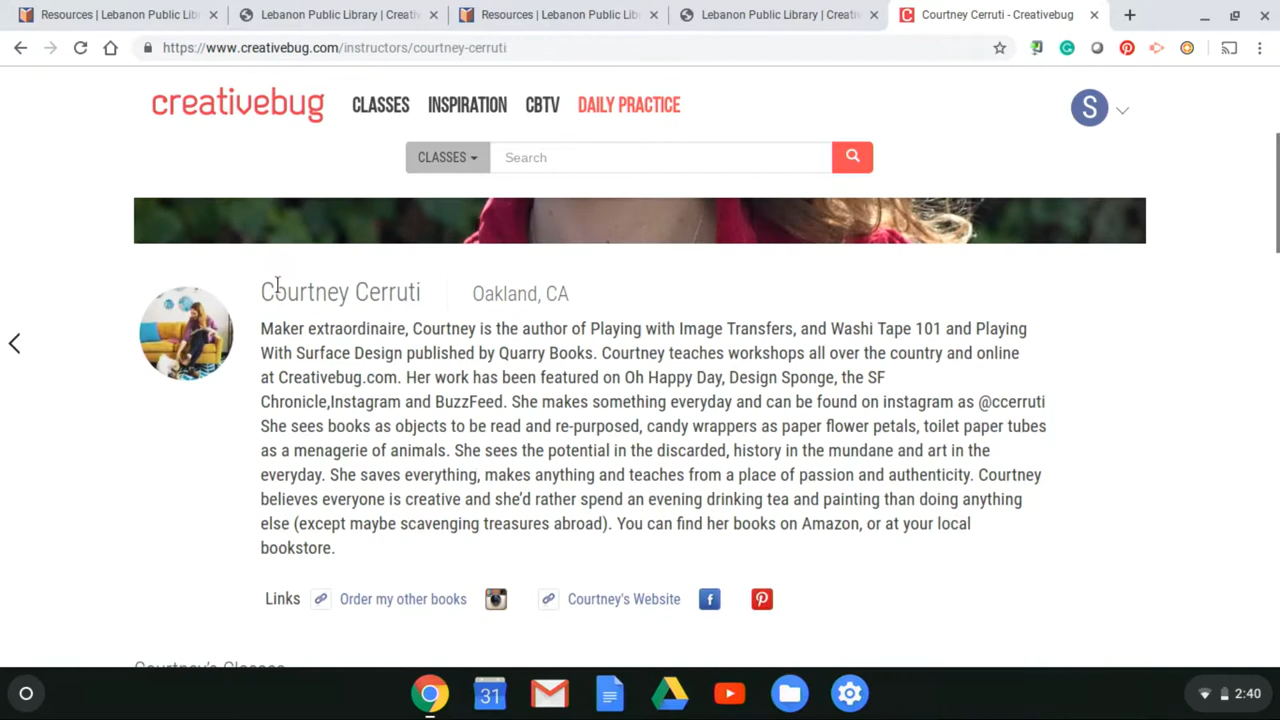 Resources | Lebanon Public Lib
Lebanon Public Library | Creativ
Resources | Lebanon Public Lib
Lebanon Public Library | Creativ
Courtney Cerruti - Creativebug
https://www.creativebug.com/instructors/courtney-cerruti
creativebug CLASSES INSPIRATION CBTV DAILY PRACTICE S
CLASSES Search
Courtney Cerruti Oakland, CA
Maker extraordinaire, Courtney is the author of Playing with Image Transfers, and Washi Tape 101 and Playing
With Surface Design published by Quarry Books. Courtney teaches workshops all over the country and online
at Creativebug.com. Her work has been featured on Oh Happy Day, Design Sponge, the SF
Chronicle,Instagram and BuzzFeed. She makes something everyday and can be found on instagram as @ccerruti
She sees books as objects to be read and re-purposed, candy wrappers as paper flower petals, toilet paper tubes
as a menagerie of animals. She sees the potential in the discarded, history in the mundane and art in the
everyday. She saves everything, makes anything and teaches from a place of passion and authenticity. Courtney
believes everyone is creative and she'd rather spend an evening drinking tea and painting than doing anything
else (except maybe scavenging treasures abroad). You can find her books on Amazon, or at your local
bookstore.
Links Order my other books Courtney's Website
Courtney's Classes
31 2:40